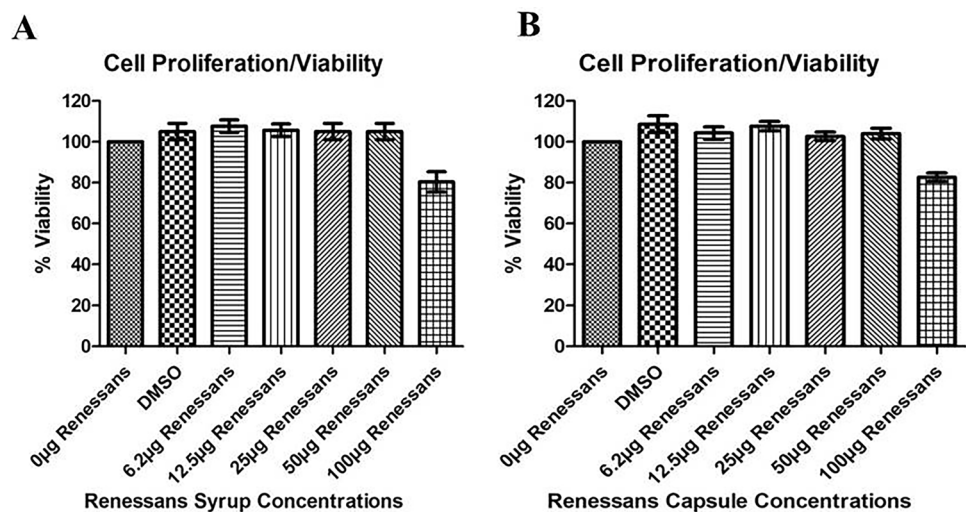 A
Cell Proliferation/Viability
% Viability
120
100
80
60
40
20
0
0µg Renessans
DMSO
6.2µg Renessans
12.5µg Renessans
25µg Renessans
50µg Renessans
100µg Renessans
Renessans Syrup Concentrations
B
Cell Proliferation/Viability
% Viability
120
100
80
60
40
20
0
0µg Renessans
DMSO
6.2µg Renessans
12.5µg Renessans
25µg Renessans
50µg Renessans
100µg Renessans
Renessans Capsule Concentrations